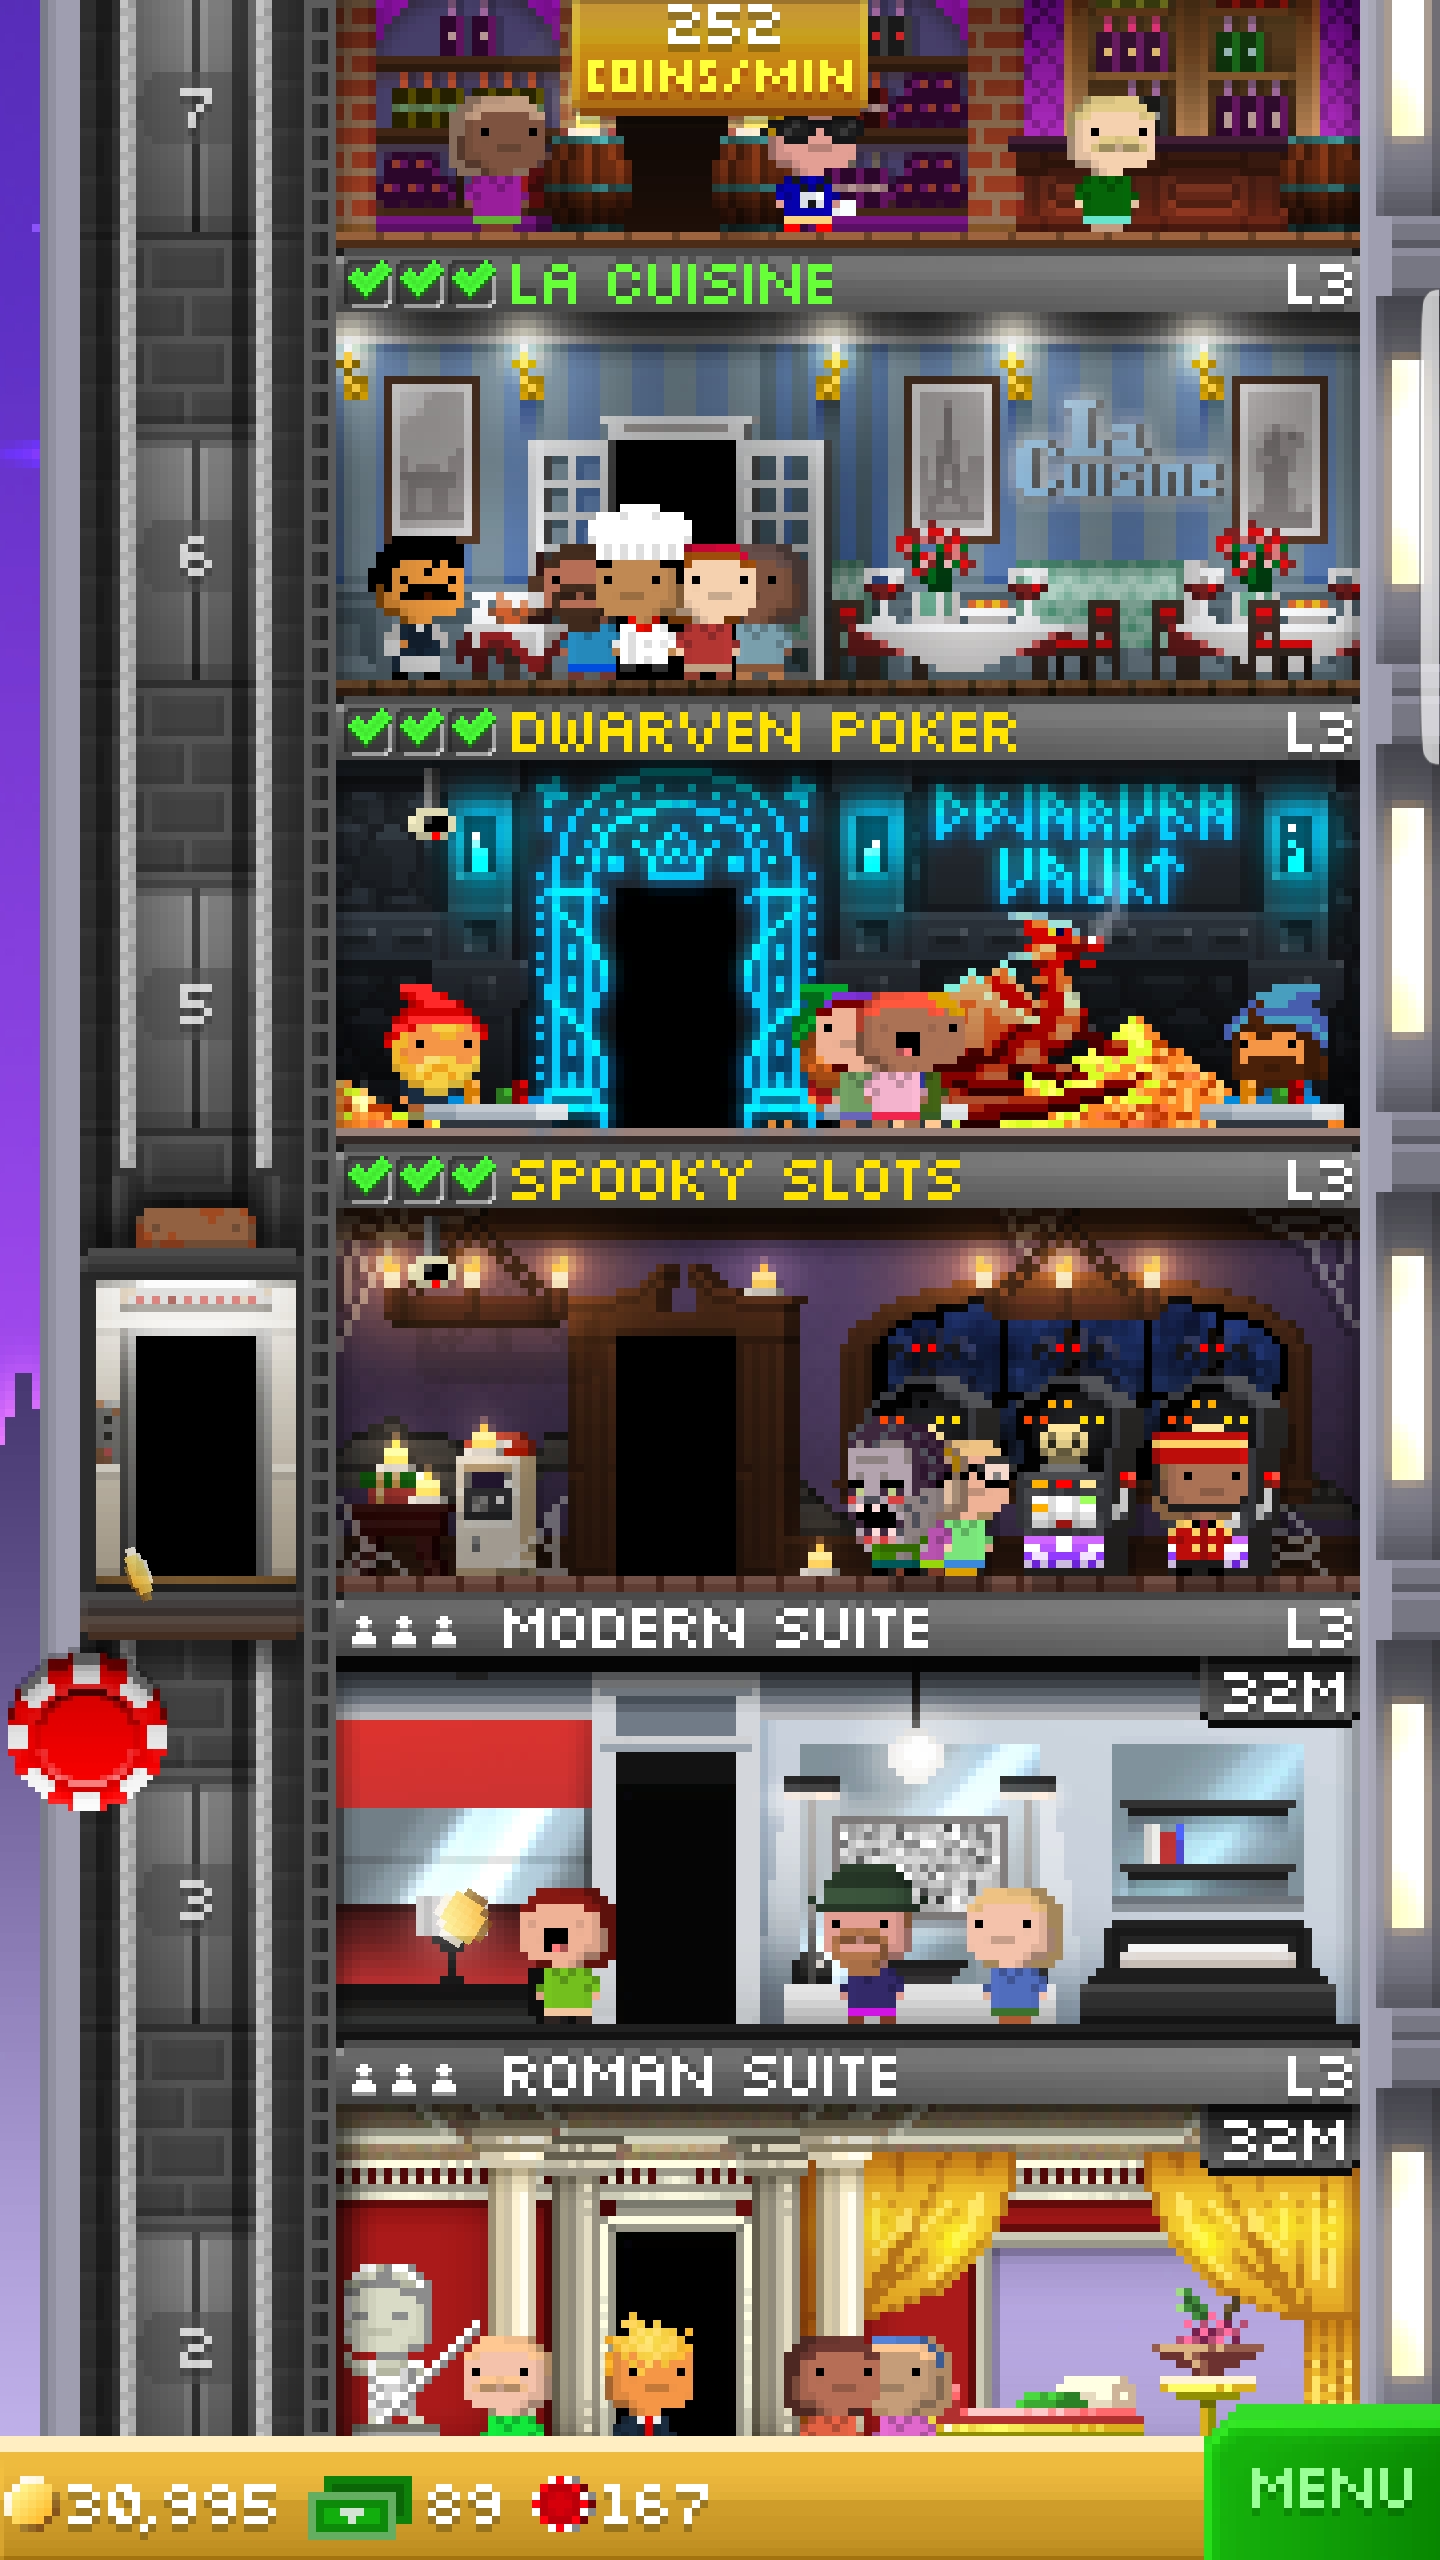 252
COINS/MIN
7
LA CUISINE
L3
La
Cuisine
6
DWARVEN POKER
L3
DWARVEN
VAULT
5
SPOOKY SLOTS
L3
MODERN SUITE
L3
32M
3
ROMAN SUITE
L3
32M
2
30,995
89
167
MENU